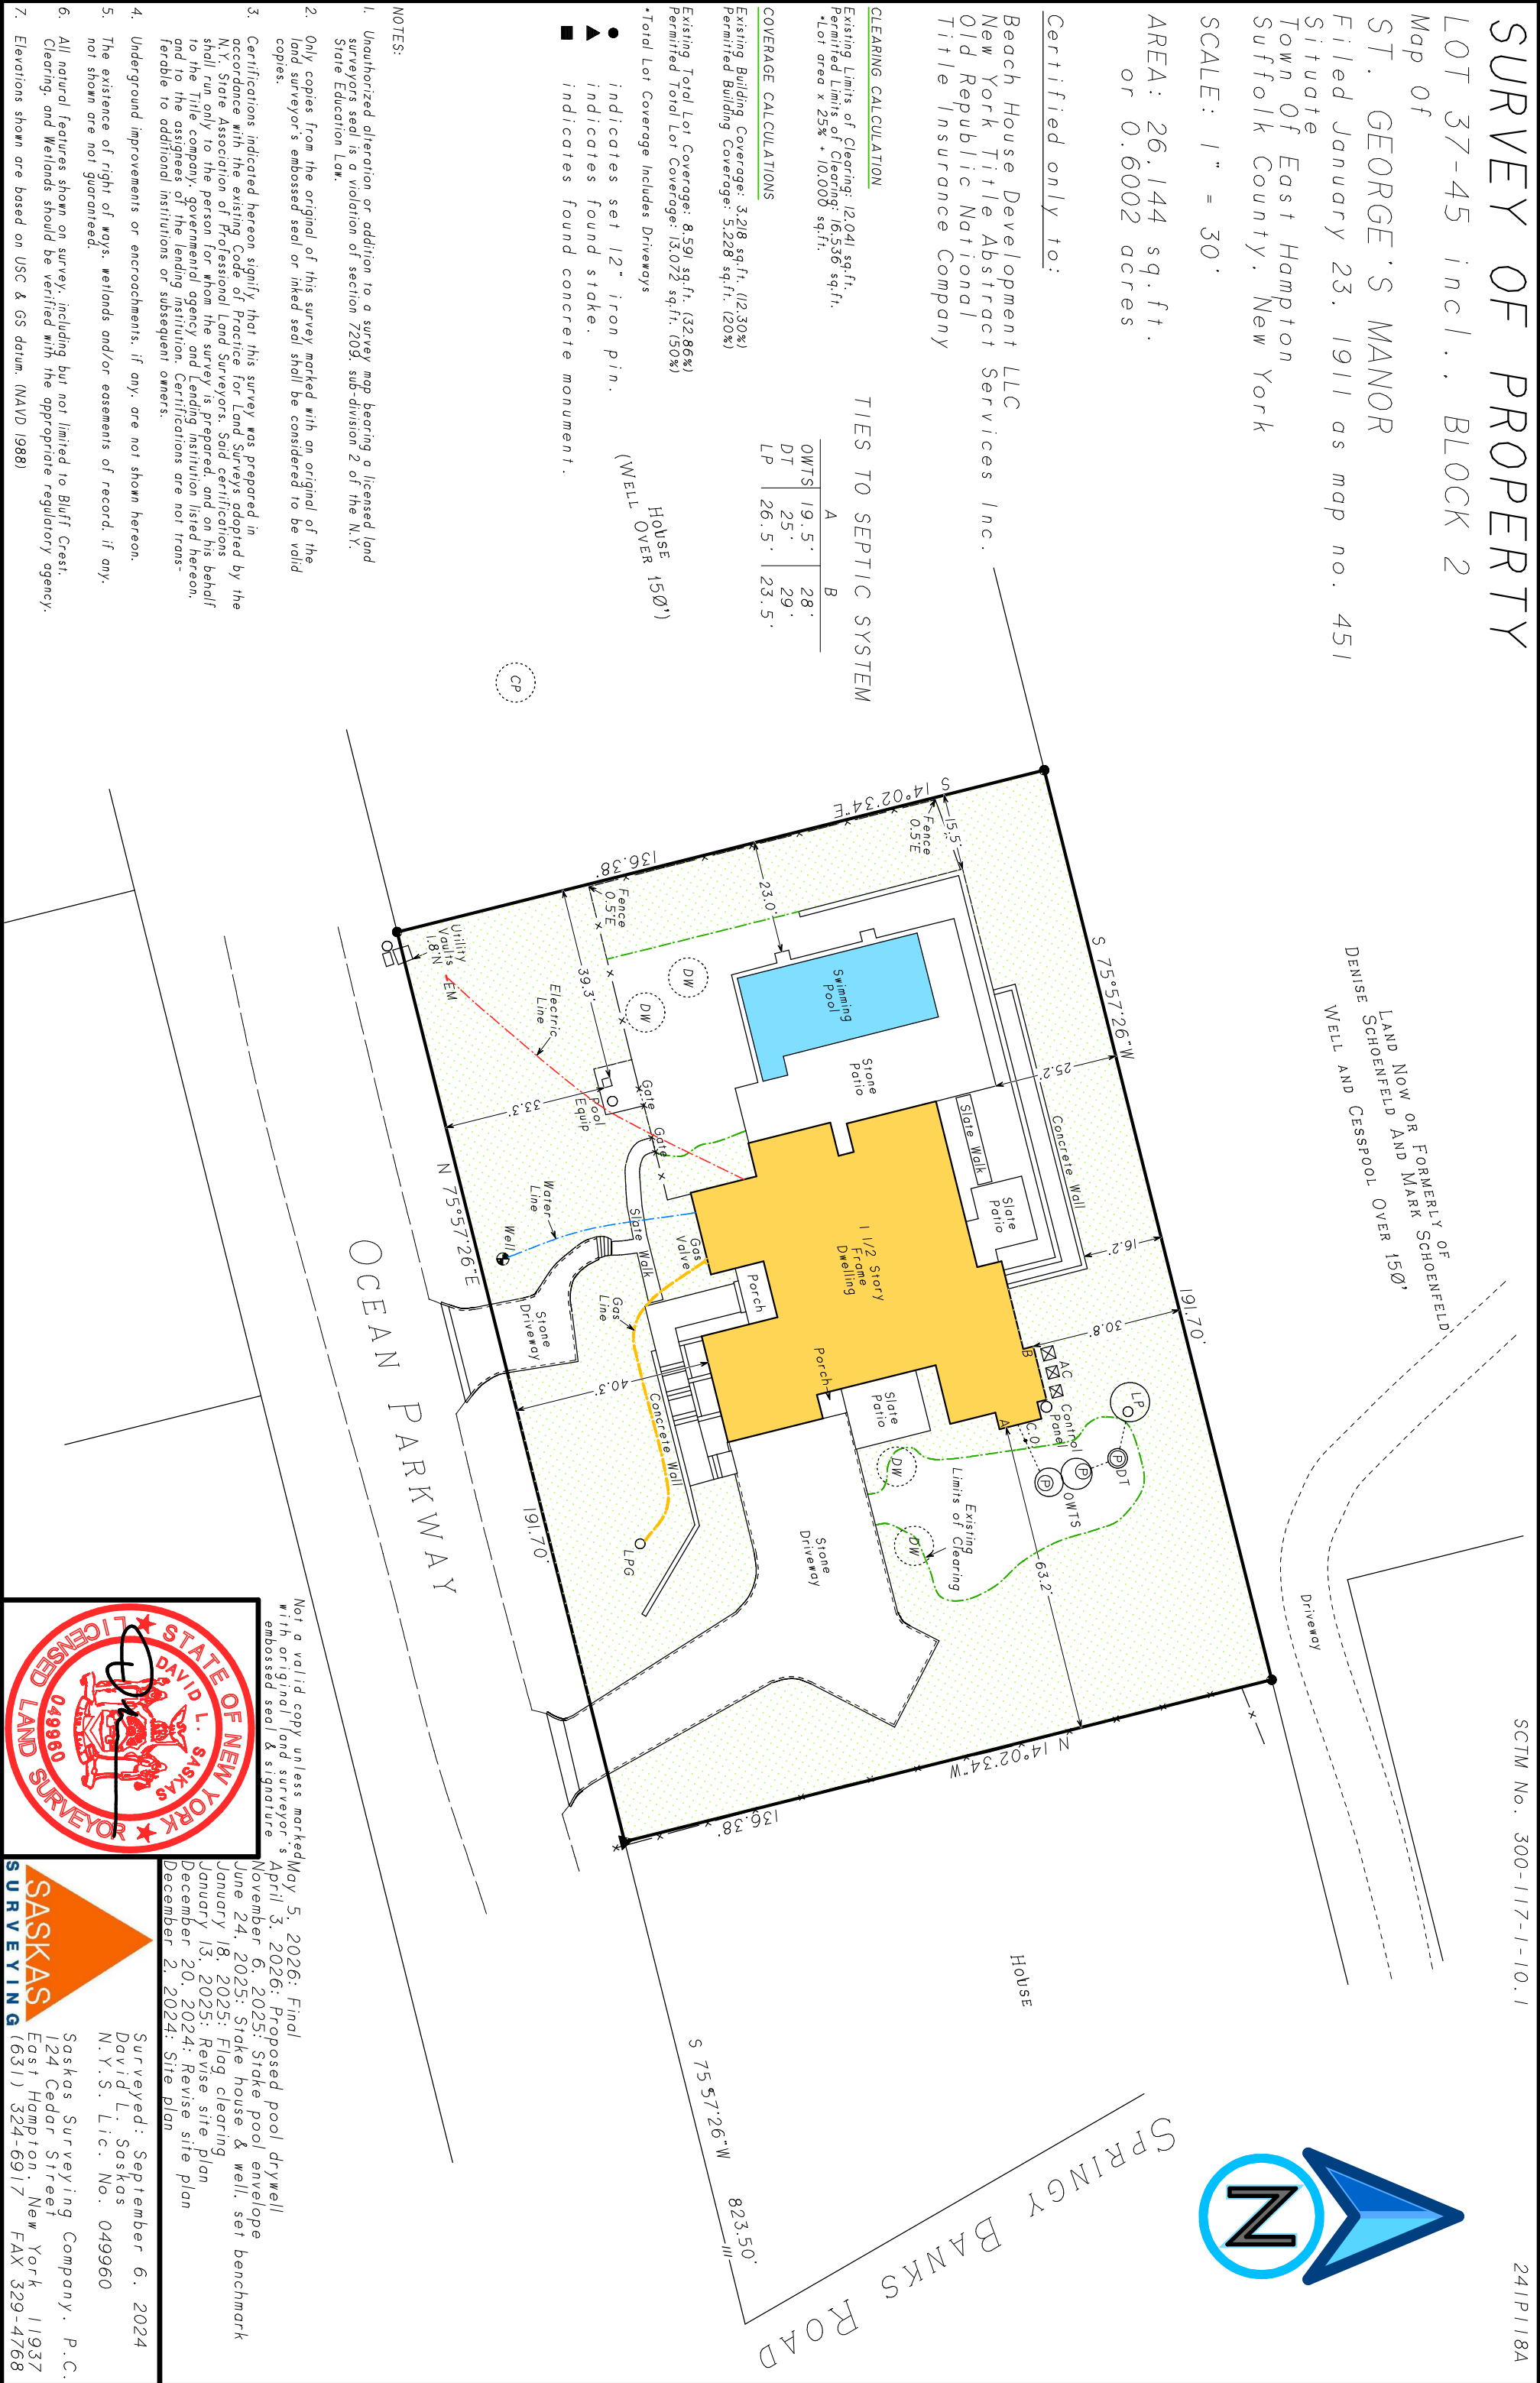 SURVEY OF PROPERTY
LOT 37-45 incl., BLOCK 2
Map Of
ST. GEORGE'S MANOR
Filed January 23, 1911 as map no. 451
Situate
Town Of East Hampton
Suffolk County, New York
SCALE: 1" = 30'
AREA: 26,144 sq.ft.
or 0.6002 acres
Certified only to:
Beach House Development LLC
New York Title Abstract Services Inc.
Old Republic National
Title Insurance Company
CLEARING CALCULATION
Existing Limits of Clearing: 12,041 sq.ft.
Permitted Limits of Clearing: 16,536 sq.ft.
*Lot area x 25% + 10,000 sq.ft.
COVERAGE CALCULATIONS
Existing Building Coverage: 3,218 sq.ft. (12.30%)
Permitted Building Coverage: 5,228 sq.ft. (20%)
Existing Total Lot Coverage: 8,591 sq.ft. (32.86%)
Permitted Total Lot Coverage: 13,072 sq.ft. (50%)
*Total Lot Coverage Includes Driveways
TIES TO SEPTIC SYSTEM
A B
OWTS 19.5' 28'
DT 25' 29'
LP 26.5' 23.5'
indicates set 12" iron pin.
indicates found stake.
indicates found concrete monument.
NOTES:
1. Unauthorized alteration or addition to a survey map bearing a licensed land
surveyors seal is a violation of section 7209, sub-division 2 of the N.Y.
State Education Law.
2. Only copies from the original of this survey marked with an original of the
land surveyor's embossed seal or inked seal shall be considered to be valid
copies.
3. Certifications indicated hereon signify that this survey was prepared in
accordance with the existing Code of Practice for Land Surveys adopted by the
N.Y. State Association of Professional Land Surveyors. Said certifications
shall run only to the person for whom the survey is prepared, and on his behalf
to the Title company, governmental agency and Lending institution listed hereon,
and to the assignees of the lending institution. Certifications are not trans-
ferable to additional institutions or subsequent owners.
4. Underground improvements or encroachments, if any, are not shown hereon.
5. The existence of right of ways, wetlands and/or easements of record, if any,
not shown are not guaranteed.
6. All natural features shown on survey, including but not limited to Bluff Crest,
Clearing, and Wetlands should be verified with the appropriate regulatory agency.
7. Elevations shown are based on USC & GS datum. (NAVD 1988)
SCTM No. 300-117-1-10.1
241P118A
LAND NOW OR FORMERLY OF
DENISE SCHOENFELD AND MARK SCHOENFELD
WELL AND CESSPOOL OVER 150'
HOUSE
(WELL OVER 150')
CP
S 75°57'26"W
191.70'
S 14°02'34"E
136.38'
Fence
0.5'E
15.5'
Fence
0.5'E
23.0'
39.3'
25.2'
16.2'
30.8'
63.2'
33.3'
40.3'
Swimming
Pool
Stone
Patio
Concrete Wall
Slate Walk
Slate
Patio
1 1/2 Story
Frame
Dwelling
DW
DW
Utility
Vaults
1.8'N
EM
Electric
Line
Pool
Equip
Gate
Gate
Water
Line
Well
Slate Walk
Gas
Valve
Gas
Line
Porch
Porch
Stone
Driveway
Concrete Wall
LPG
Slate
Patio
B
AC
Control
Panel
A
C.O.
LP
P
DT
P
P
OWTS
DW
DW
Existing
Limits of Clearing
Stone
Driveway
Driveway
N 75°57'26"E
191.70'
N 14°02'34"W
136.38'
OCEAN PARKWAY
HOUSE
S 75°57'26"W 823.50'
SPRINGY BANKS ROAD
N
Not a valid copy unless marked
with original land surveyor's
embossed seal & signature
STATE OF NEW YORK
DAVID L. SASKAS
049960
LICENSED LAND SURVEYOR
May 5, 2026: Final
April 3, 2026: Proposed pool drywell
November 6, 2025: Stake pool envelope
June 24, 2025: Stake house & well, set benchmark
January 18, 2025: Flag clearing
January 13, 2025: Revise site plan
December 20, 2024: Revise site plan
December 2, 2024: Site plan
SASKAS
SURVEYING
Surveyed: September 6, 2024
David L. Saskas
N.Y.S. Lic. No. 049960
Saskas Surveying Company, P.C.
124 Cedar Street
East Hampton, New York 11937
(631) 324-6917 FAX 329-4768